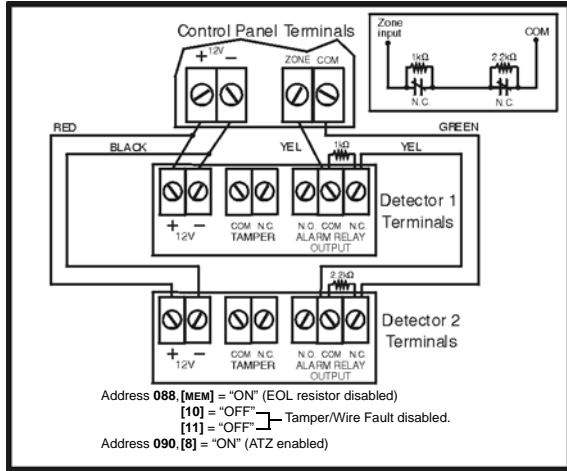 Control Panel Terminals
+ 12V −
ZONE COM
Zone input
COM
1kΩ
2.2kΩ
N.C.
N.C.
RED
GREEN
BLACK
YEL
1kΩ
YEL
Detector 1 Terminals
+ −
12V
COM N.C.
TAMPER
N.O. COM N.C.
ALARM RELAY
OUTPUT
2.2kΩ
Detector 2 Terminals
+ −
12V
COM N.C.
TAMPER
N.O. COM N.C.
ALARM RELAY
OUTPUT
Address 088, [MEM] = “ON” (EOL resistor disabled)
[10] = “OFF”
[11] = “OFF”
Tamper/Wire Fault disabled.
Address 090, [8] = “ON” (ATZ enabled)